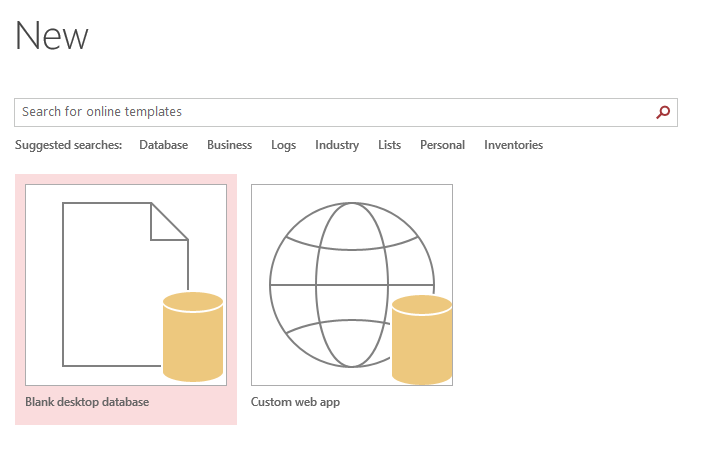 New
Search for online templates
Suggested searches: Database Business Logs Industry Lists Personal Inventories
Blank desktop database
Custom web app